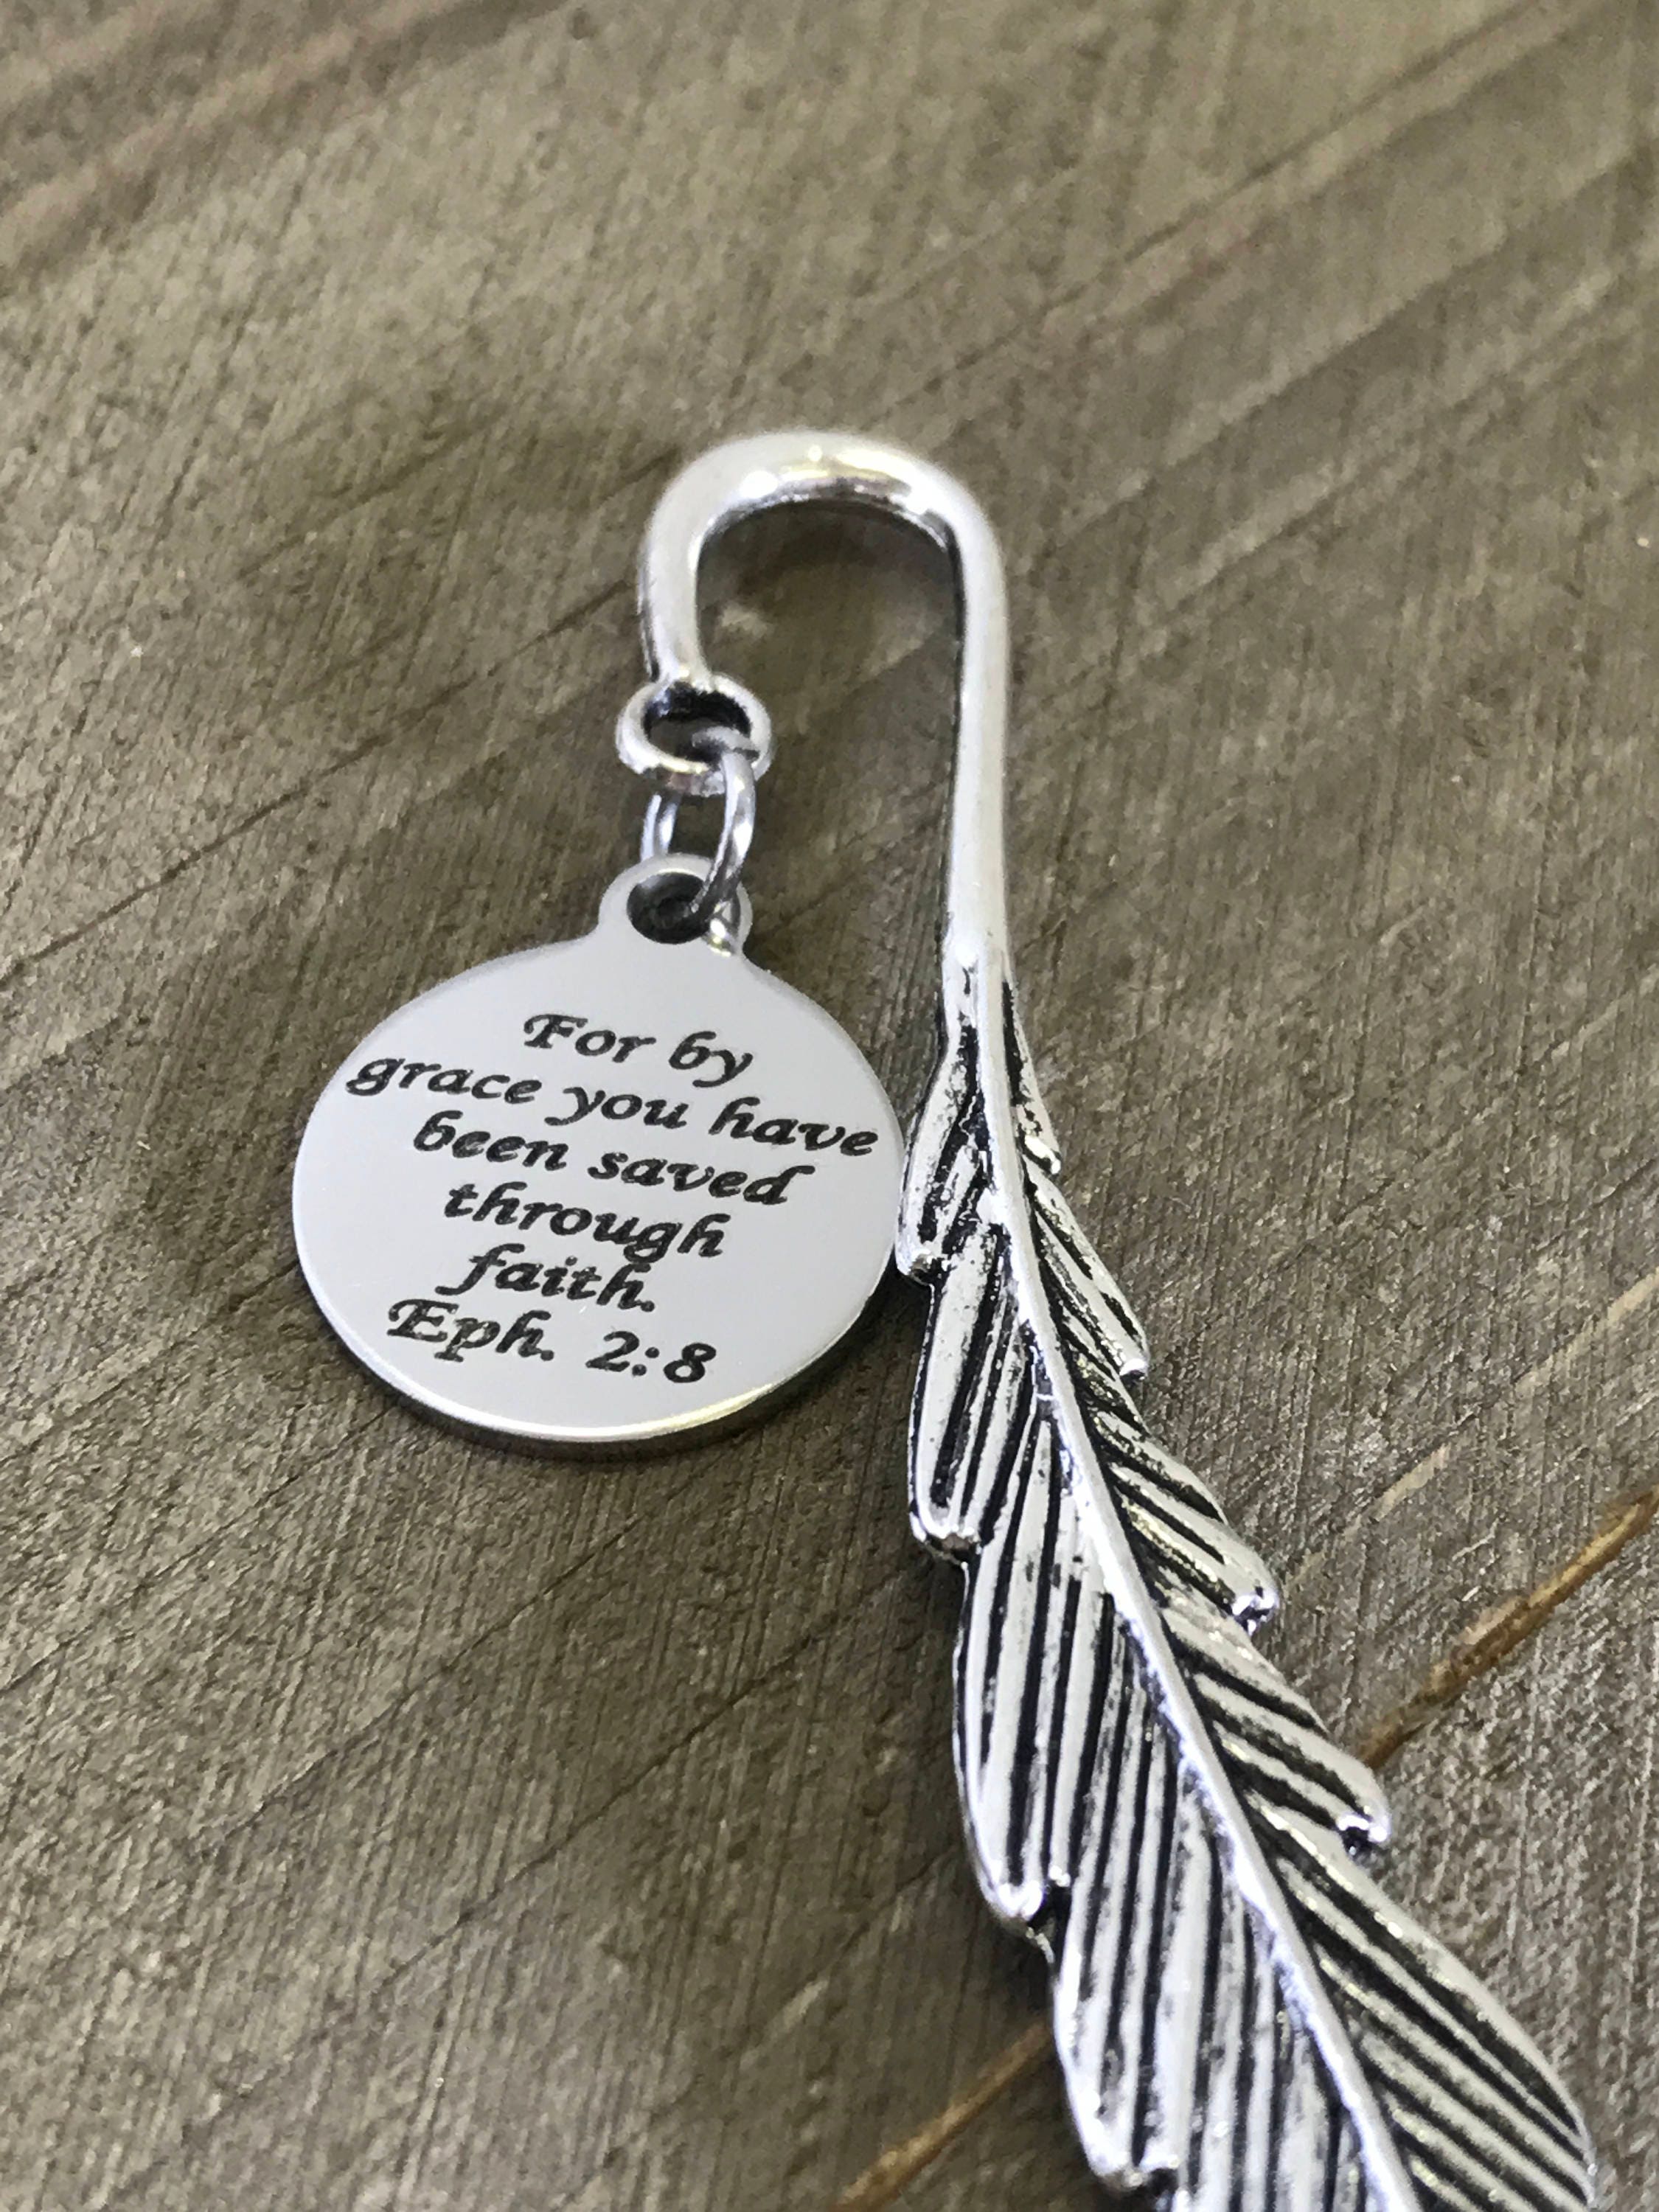 For by
grace you have
been saved
through
faith.
Eph. 2:8